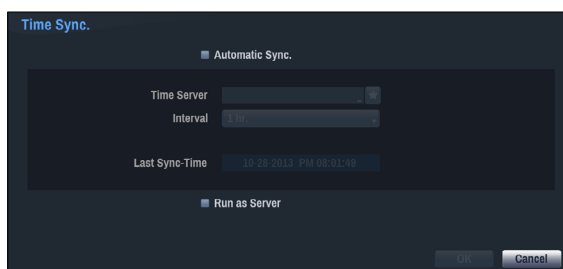 Time Sync.
Automatic Sync.
Time Server
Interval 1 hr.
Last Sync-Time 10-28-2013 PM 06:01:49
Run as Server
OK Cancel